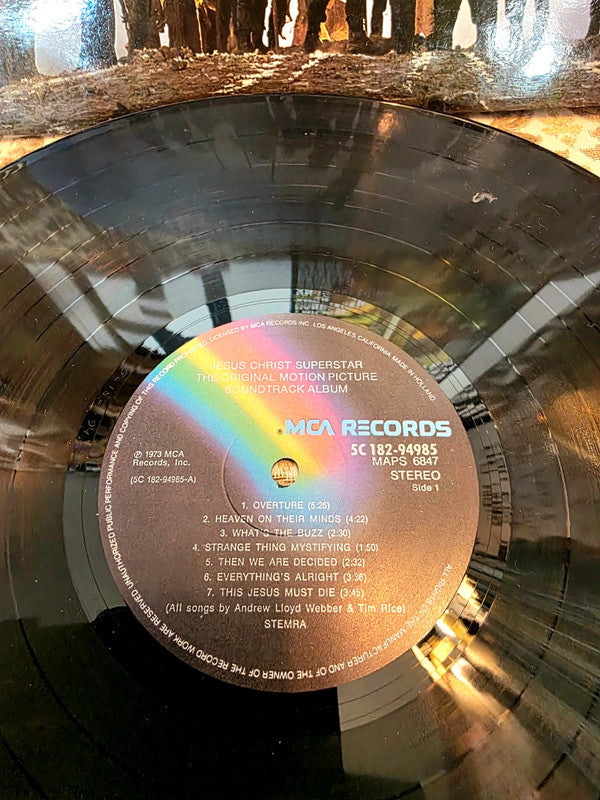 UNAUTHORIZED PUBLIC PERFORMANCE AND COPYING OF THIS RECORD PROHIBITED. LICENSED BY MCA RECORDS INC. LOS ANGELES, CALIFORNIA. MADE IN HOLLAND
JESUS CHRIST SUPERSTAR
THE ORIGINAL MOTION PICTURE
SOUNDTRACK ALBUM
®MCA RECORDS
℗ 1973 MCA
Records, Inc.
(5C 182-94985-A)
5C 182-94985
MAPS 6847
STEREO
Side 1
1. OVERTURE (5:26)
2. HEAVEN ON THEIR MINDS (4:22)
3. WHAT'S THE BUZZ (2:30)
4. STRANGE THING MYSTIFYING (1:50)
5. THEN WE ARE DECIDED (2:32)
6. EVERYTHING'S ALRIGHT (3:36)
7. THIS JESUS MUST DIE (3:45)
(All songs by Andrew Lloyd Webber & Tim Rice)
STEMRA
ALL RIGHTS OF THE MANUFACTURER AND OF THE OWNER OF THE RECORD WORK ARE RESERVED